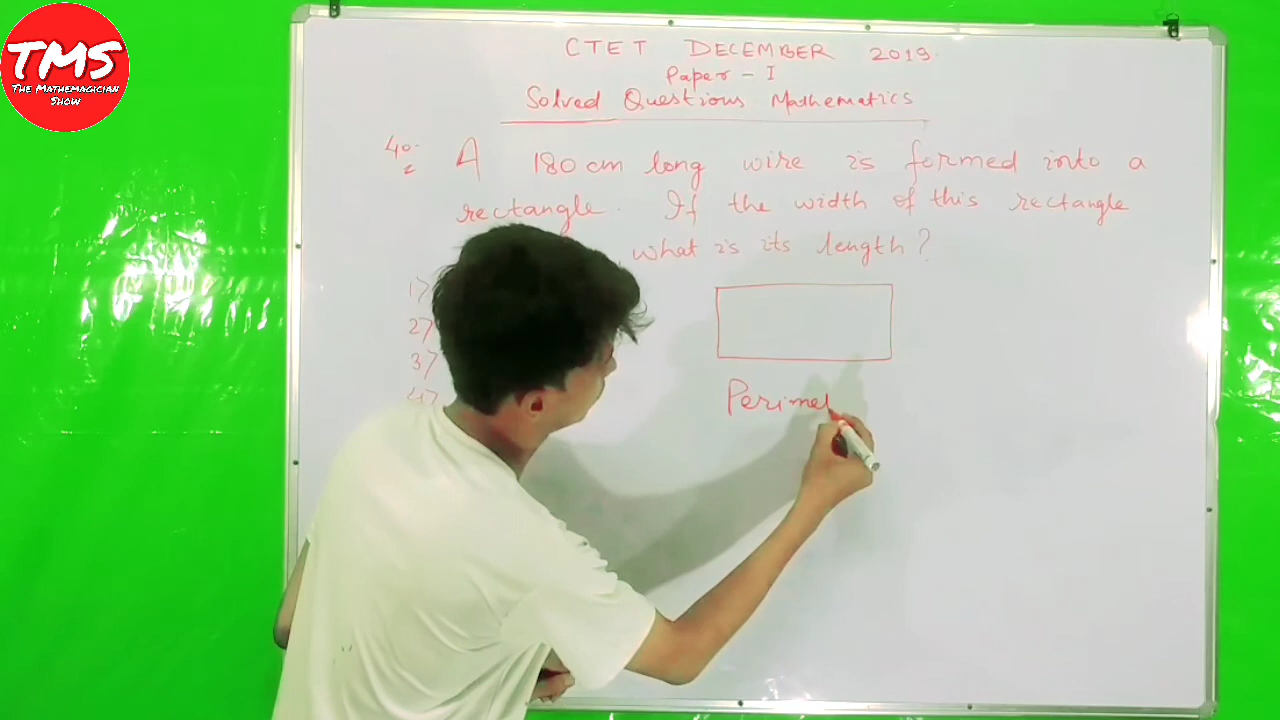 TMS
THE MATHEMAGICIAN
SHOW
CTET DECEMBER 2019.
Paper - I
Solved Questions Mathematics
40. A 180 cm long wire is formed into a
rectangle. If the width of this rectangle
what is its length?
1)
2)
3)
4)
Perime